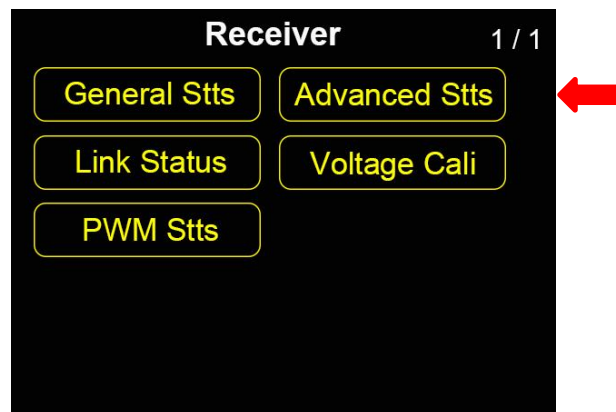 Receiver 1 / 1
General Stts Advanced Stts
Link Status Voltage Cali
PWM Stts